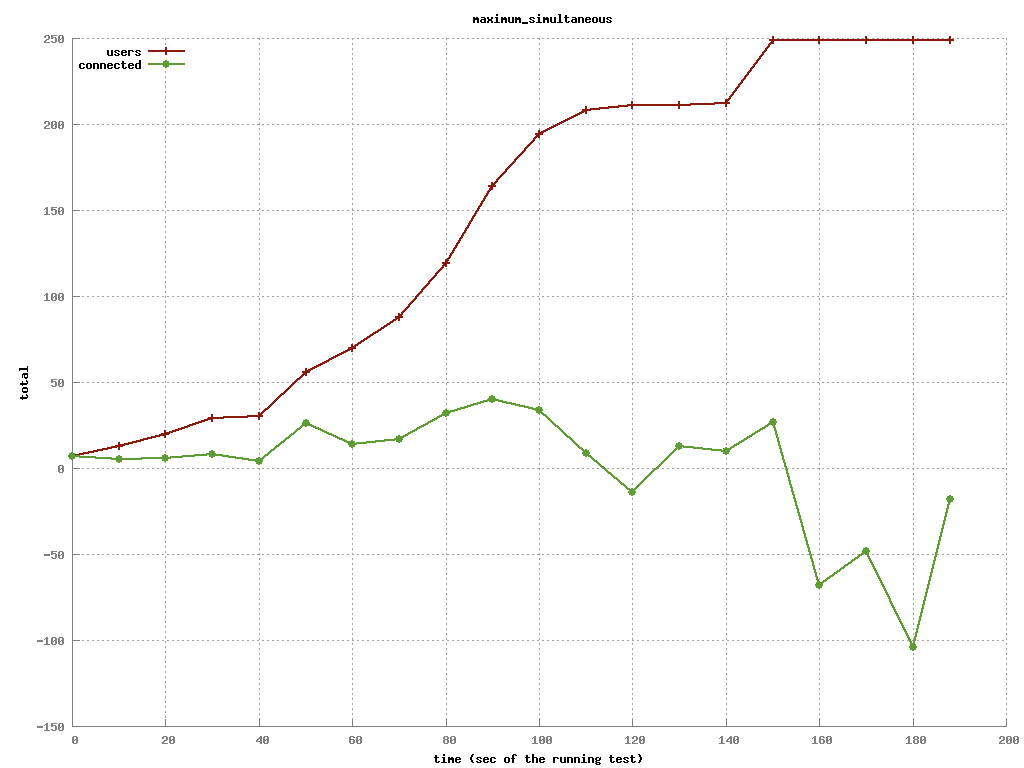 maximum_simultaneous
users
connected
250
200
150
100
50
0
-50
-100
-150
total
0 20 40 60 80 100 120 140 160 180 200
time (sec of the running test)